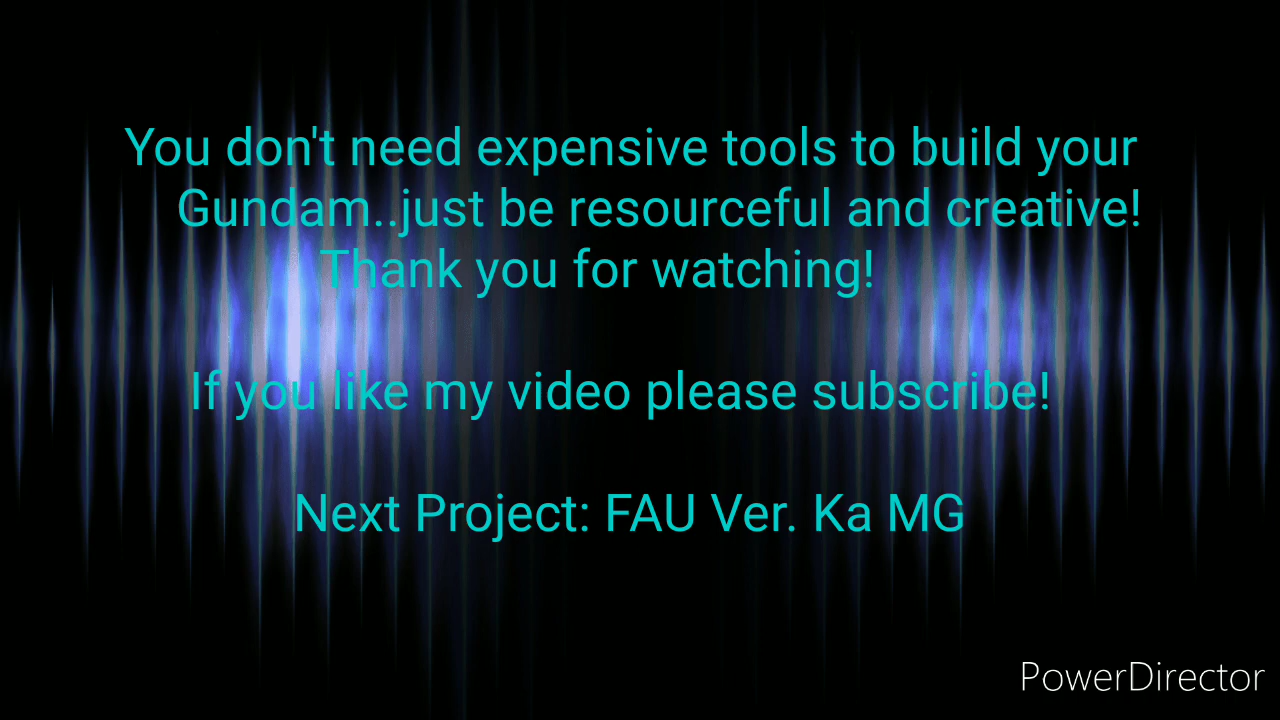 You don't need expensive tools to build your
Gundam..just be resourceful and creative!
Thank you for watching!
If you like my video please subscribe!
Next Project: FAU Ver. Ka MG
PowerDirector